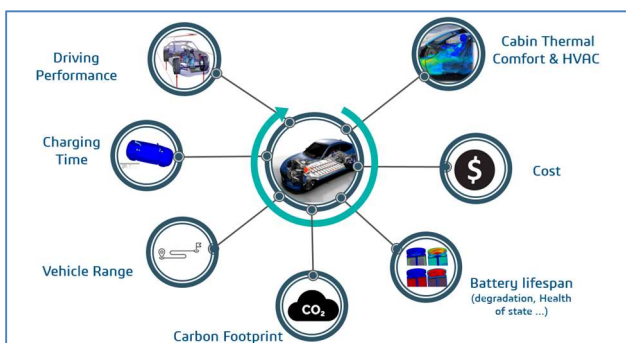 Driving
Performance
Cabin Thermal
Comfort & HVAC
Charging
Time
$
Cost
Vehicle Range
CO₂
Carbon Footprint
Battery lifespan
(degradation, Health
of state ...)